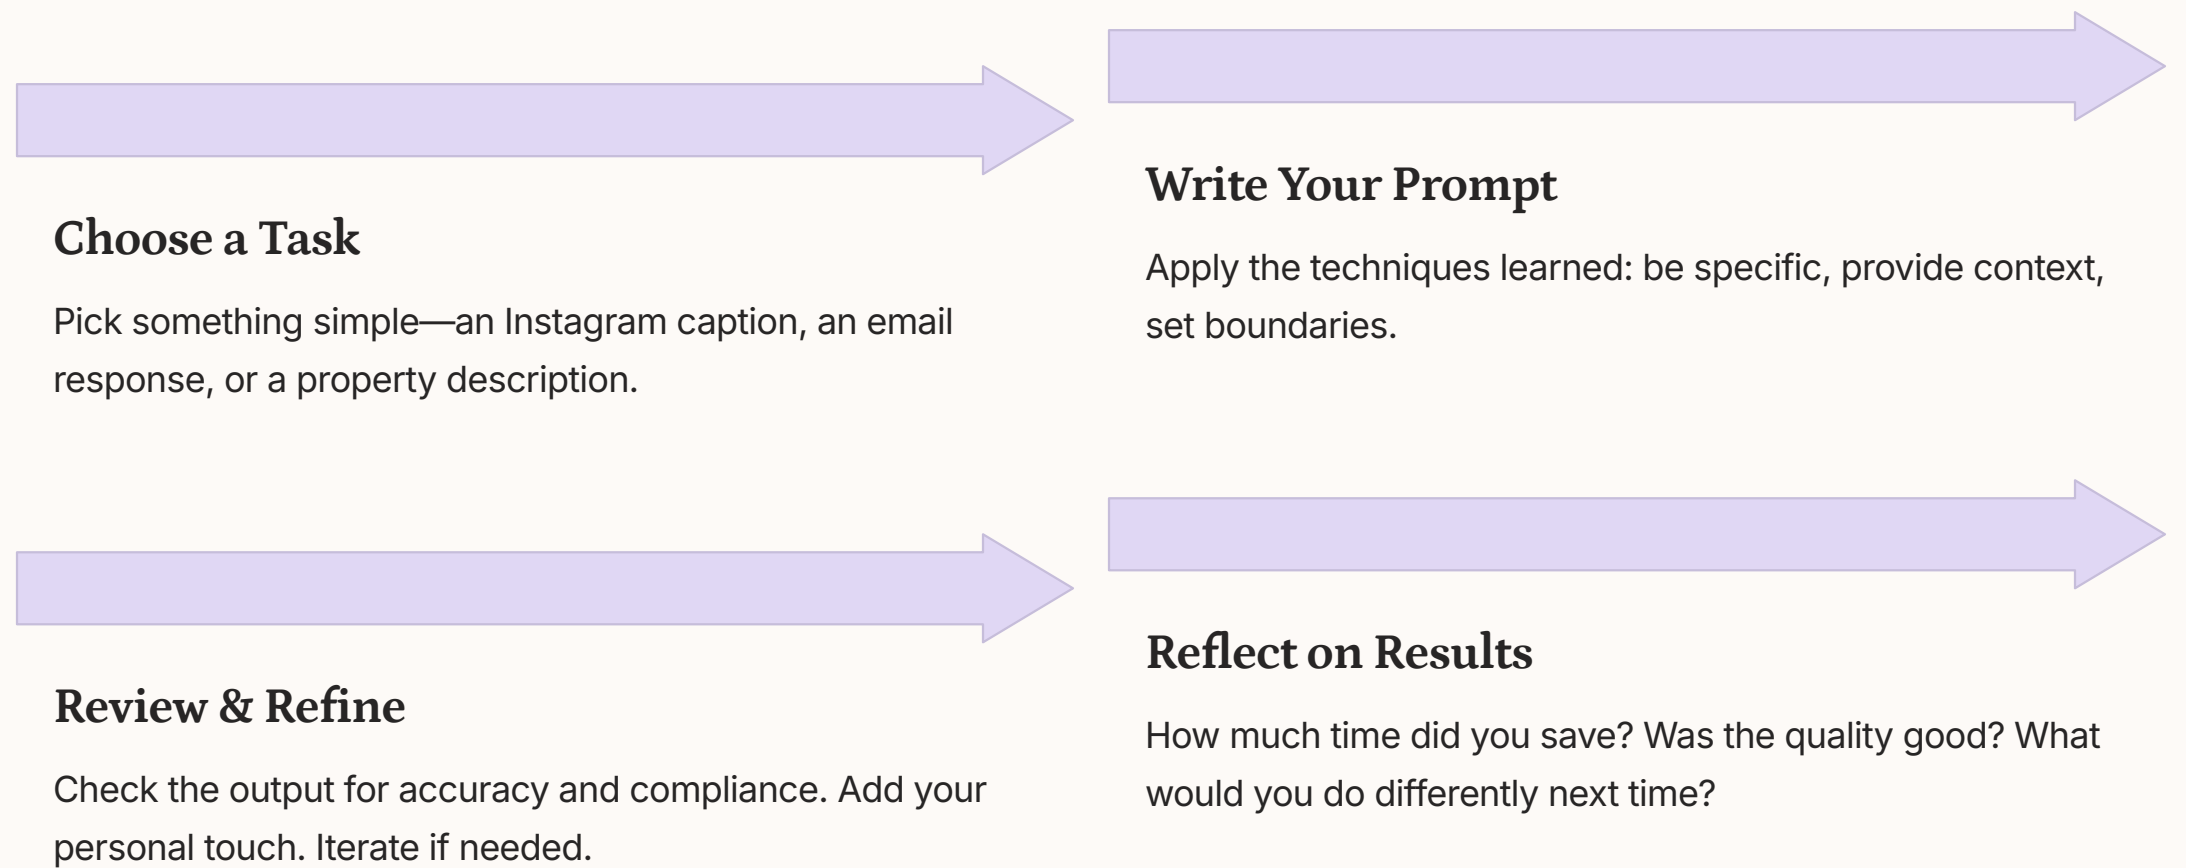 Choose a Task
Pick something simple—an Instagram caption, an email
response, or a property description.
Write Your Prompt
Apply the techniques learned: be specific, provide context,
set boundaries.
Review & Refine
Check the output for accuracy and compliance. Add your
personal touch. Iterate if needed.
Reflect on Results
How much time did you save? Was the quality good? What
would you do differently next time?